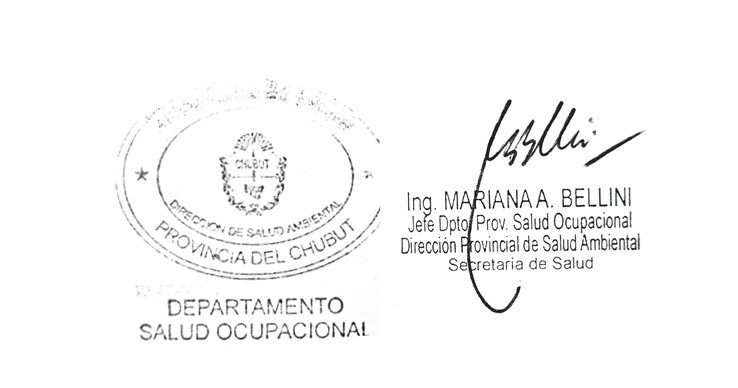 CHUBUT
DIRECCIÓN DE SALUD AMBIENTAL
PROVINCIA DEL CHUBUT
DEPARTAMENTO
SALUD OCUPACIONAL
Ing. MARIANA A. BELLINI
Jefe Dpto. Prov. Salud Ocupacional
Dirección Provincial de Salud Ambiental
Secretaria de Salud